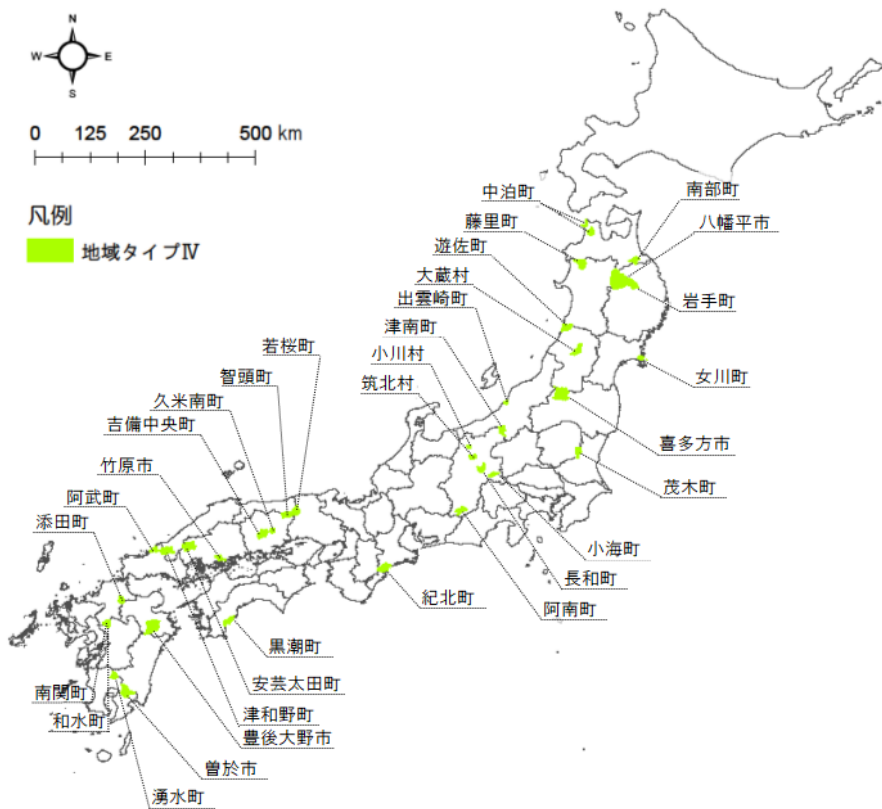 N
W E
S
0 125 250 500 km
凡例
地域タイプⅣ
中泊町
南部町
藤里町
八幡平市
遊佐町
大蔵村
岩手町
出雲崎町
津南町
若桜町
小川村
智頭町
女川町
筑北村
久米南町
吉備中央町
喜多方市
竹原市
茂木町
阿武町
添田町
小海町
長和町
紀北町
阿南町
黒潮町
安芸太田町
南関町
津和野町
和水町
豊後大野市
曽於市
湧水町